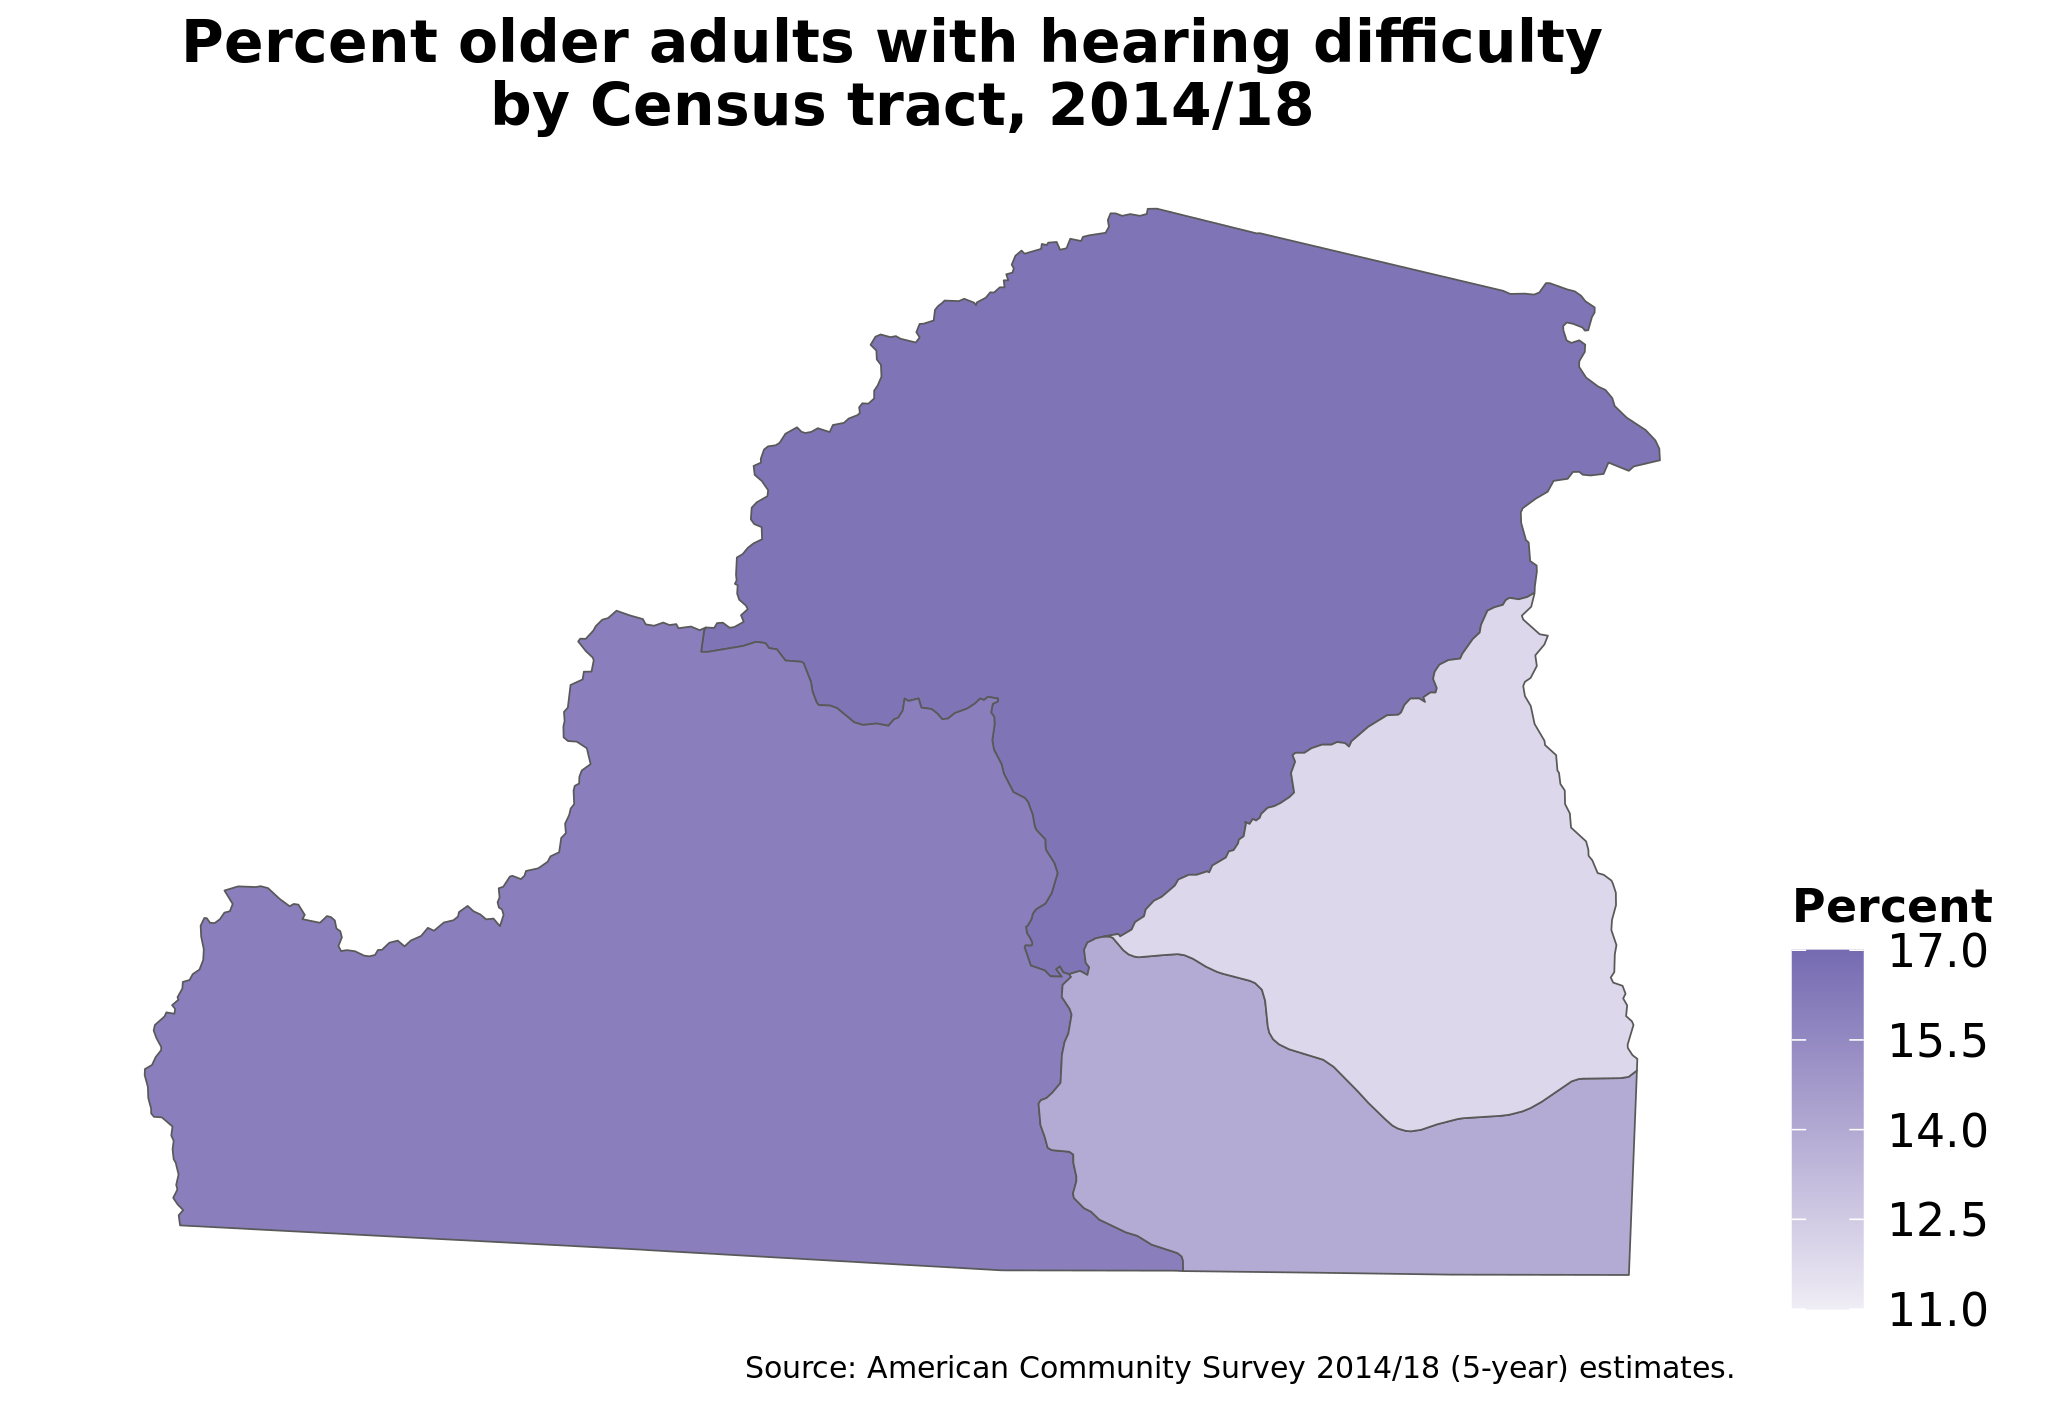 Percent older adults with hearing difficulty
by Census tract, 2014/18
Percent
17.0
15.5
14.0
12.5
11.0
Source: American Community Survey 2014/18 (5-year) estimates.